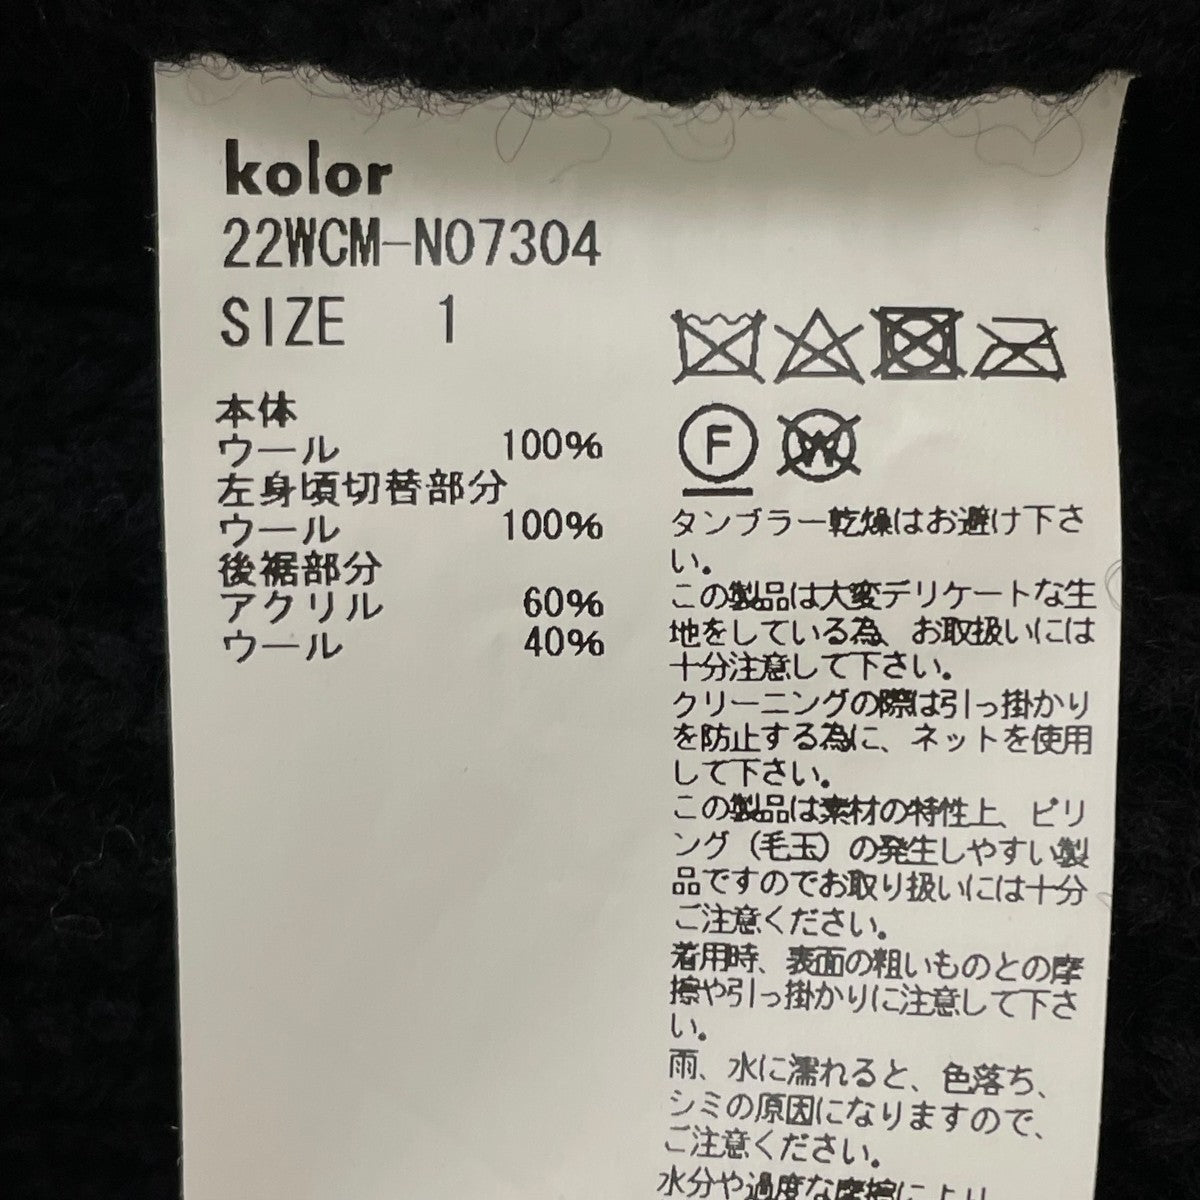 kolor
22WCM-N07304
SIZE 1
本体
ウール 100%
左身頃切替部分
ウール 100%
後裾部分
アクリル 60%
ウール 40%
F
W
タンブラー乾燥はお避け下さ
い。
この製品は大変デリケートな生
地をしている為、お取扱いには
十分注意して下さい。
クリーニングの際は引っ掛かり
を防止する為に、ネットを使用
して下さい。
この製品は素材の特性上、ピリ
ング(毛玉)の発生しやすい製
品ですのでお取り扱いには十分
ご注意ください。
着用時、表面の粗いものとの摩
擦や引っ掛かりに注意して下さ
い。
雨、水に濡れると、色落ち、
シミの原因になりますので、
ご注意ください。
水分や過度な摩擦により